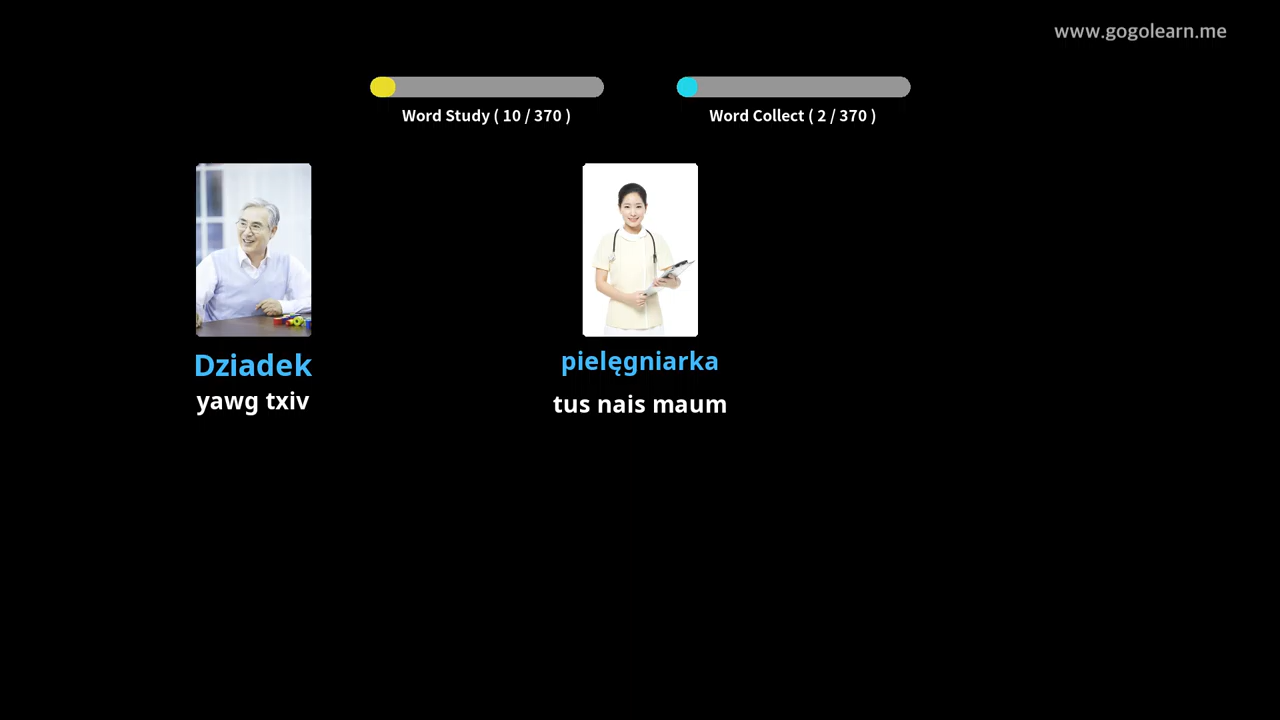 www.gogolearn.me
Word Study ( 10 / 370 )
Word Collect ( 2 / 370 )
Dziadek
yawg txiv
pielęgniarka
tus nais maum